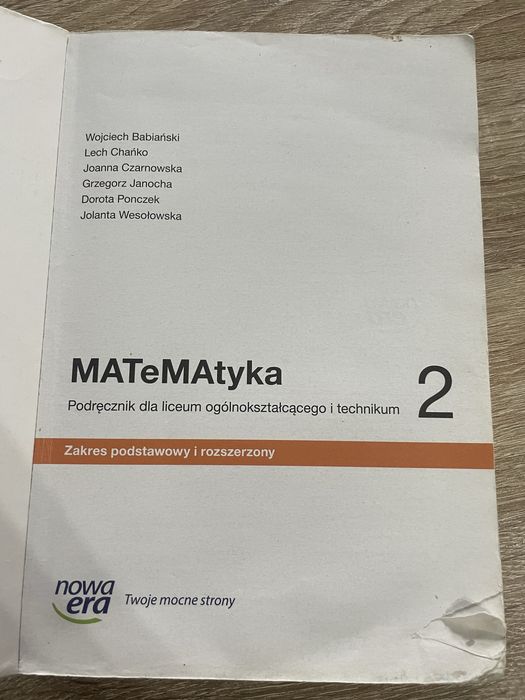 Wojciech Babiański
Lech Chańko
Joanna Czarnowska
Grzegorz Janocha
Dorota Ponczek
Jolanta Wesołowska
MATeMAtyka
Podręcznik dla liceum ogólnokształcącego i technikum 2
Zakres podstawowy i rozszerzony
nowa
era Twoje mocne strony